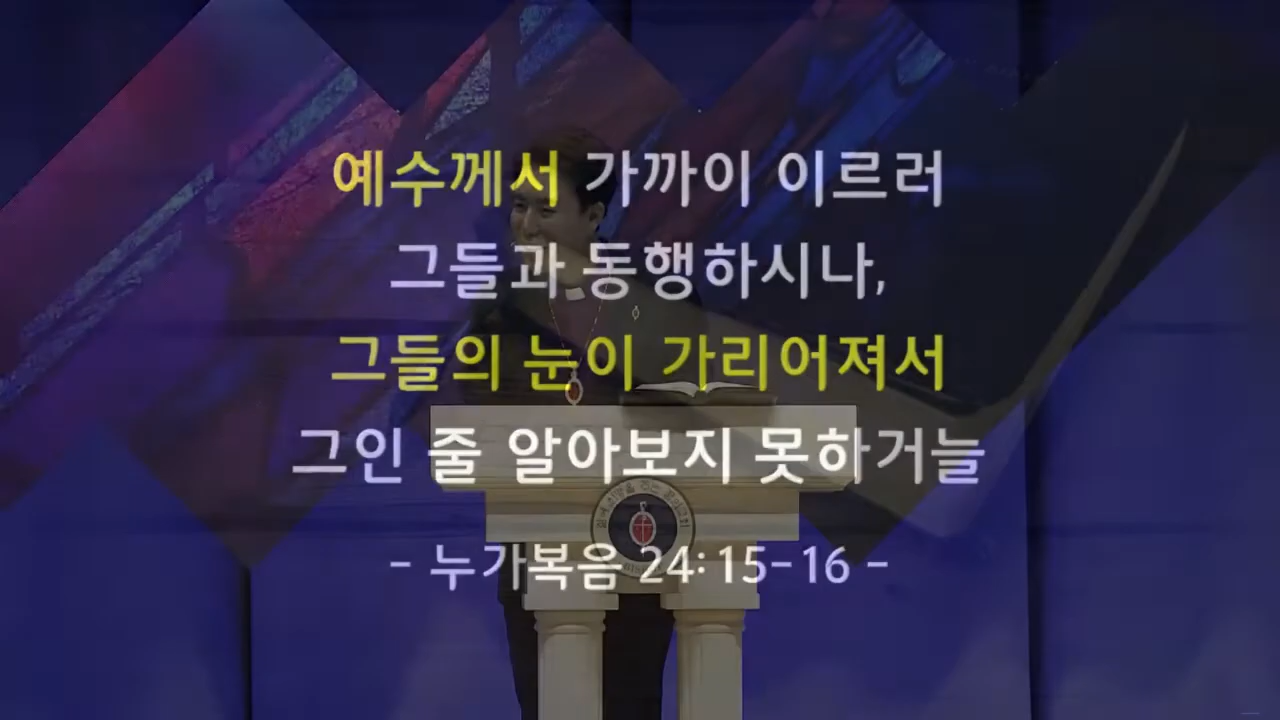 예수께서 가까이 이르러
그들과 동행하시나,
그들의 눈이 가리어져서
그인 줄 알아보지 못하거늘
- 누가복음 24:15-16 -